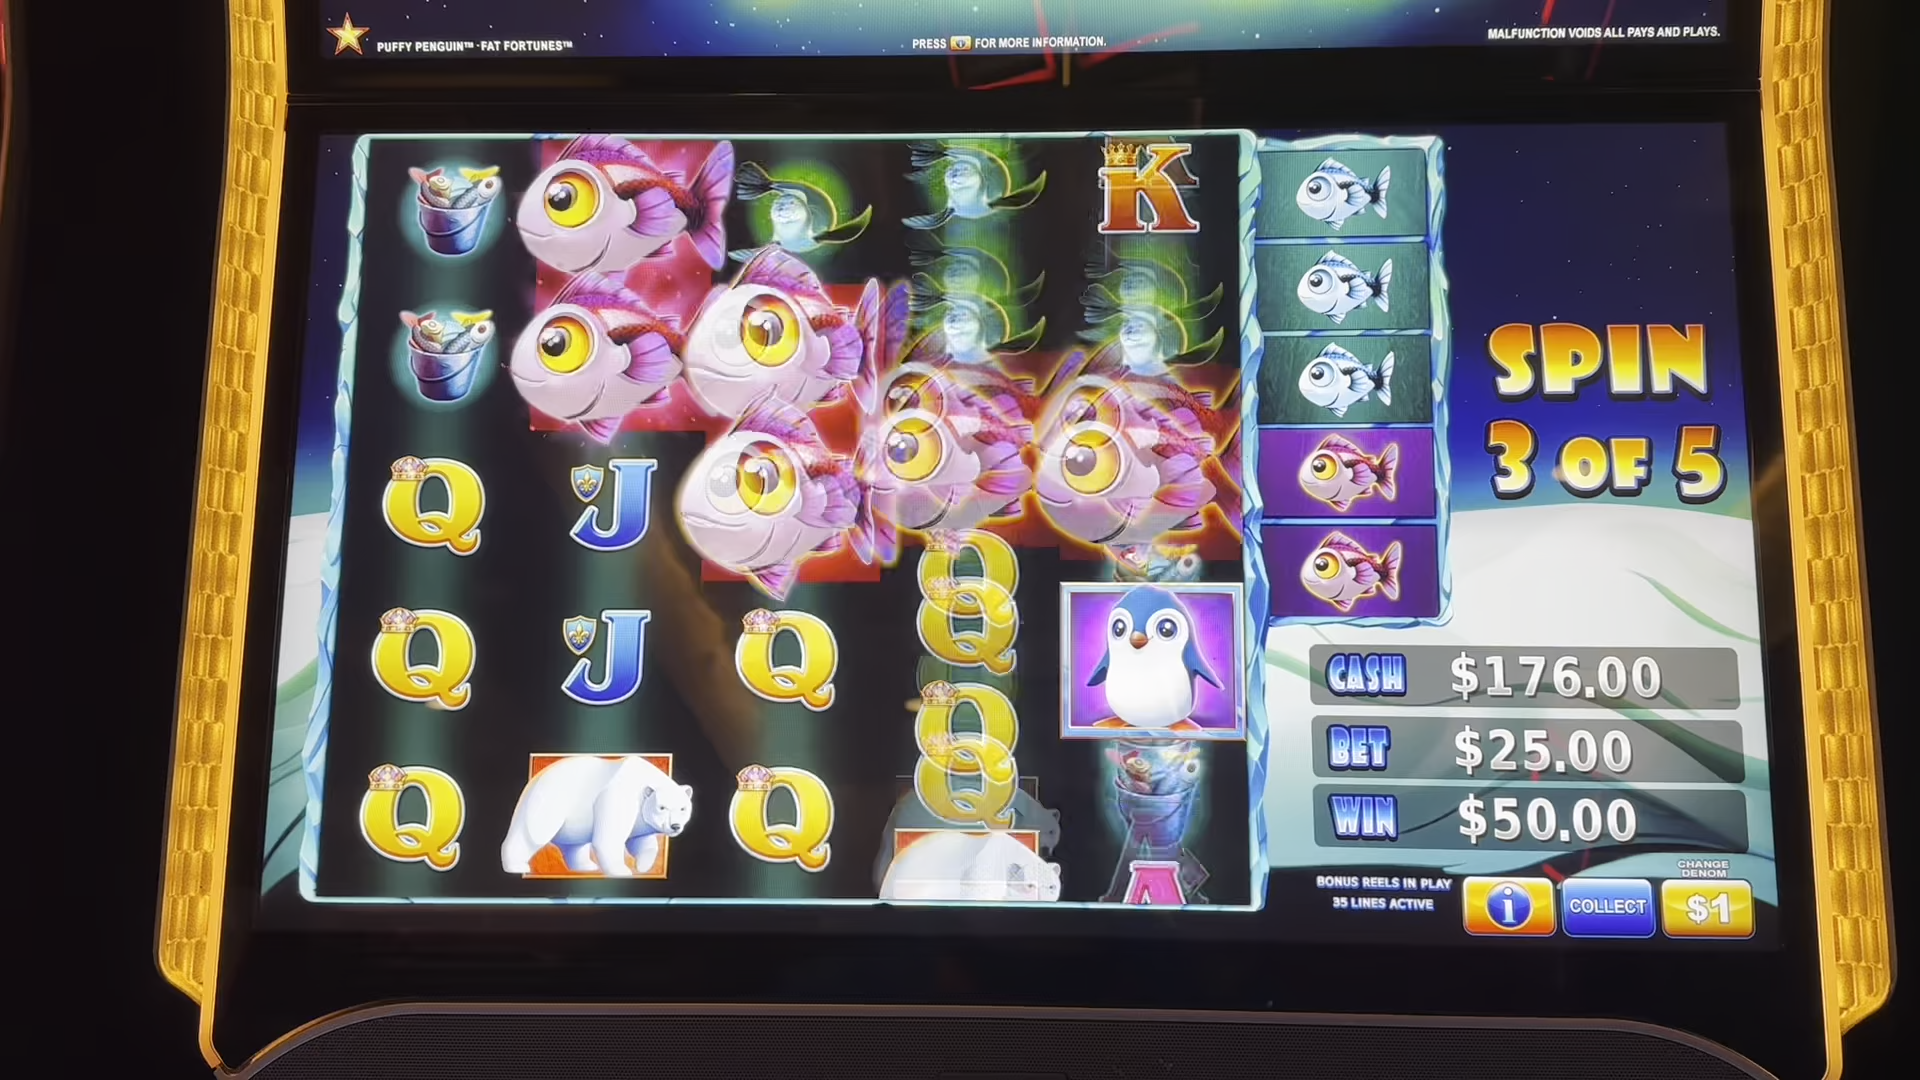 PUFFY PENGUIN™ · FAT FORTUNES™
PRESS i FOR MORE INFORMATION.
MALFUNCTION VOIDS ALL PAYS AND PLAYS.
K
SPIN
3 OF 5
Q J
Q J Q Q
Q Q Q
A
CASH $176.00
BET $25.00
WIN $50.00
BONUS REELS IN PLAY
35 LINES ACTIVE
i
COLLECT
CHANGE
DENOM
$1